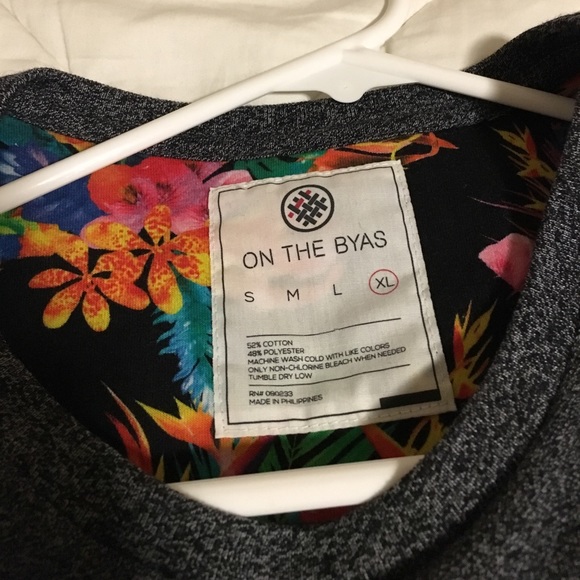 ON THE BYAS
S M L XL
52% COTTON
48% POLYESTER
MACHINE WASH COLD WITH LIKE COLORS
ONLY NON-CHLORINE BLEACH WHEN NEEDED
TUMBLE DRY LOW
RN# 090233
MADE IN PHILIPPINES